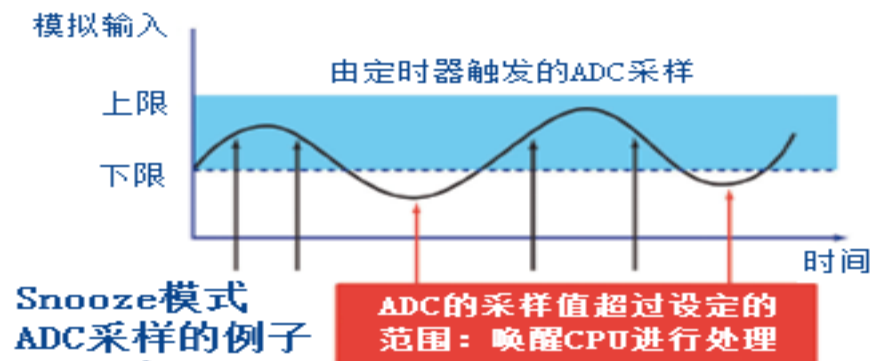 模拟输入
由定时器触发的ADC采样
上限
下限
时间
Snooze模式
ADC采样的例子
ADC的采样值超过设定的
范围：唤醒CPU进行处理